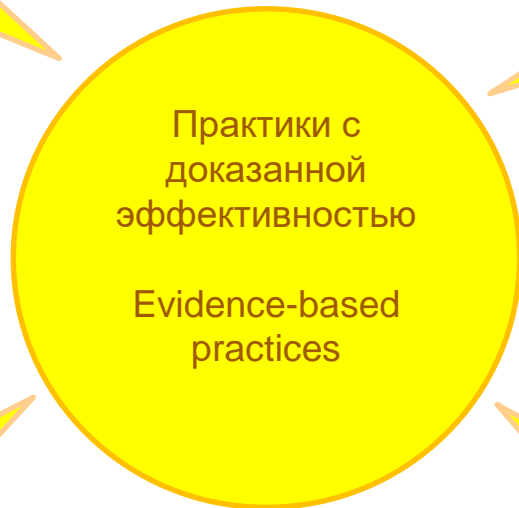 Практики с
доказанной
эффективностью
Evidence-based
practices